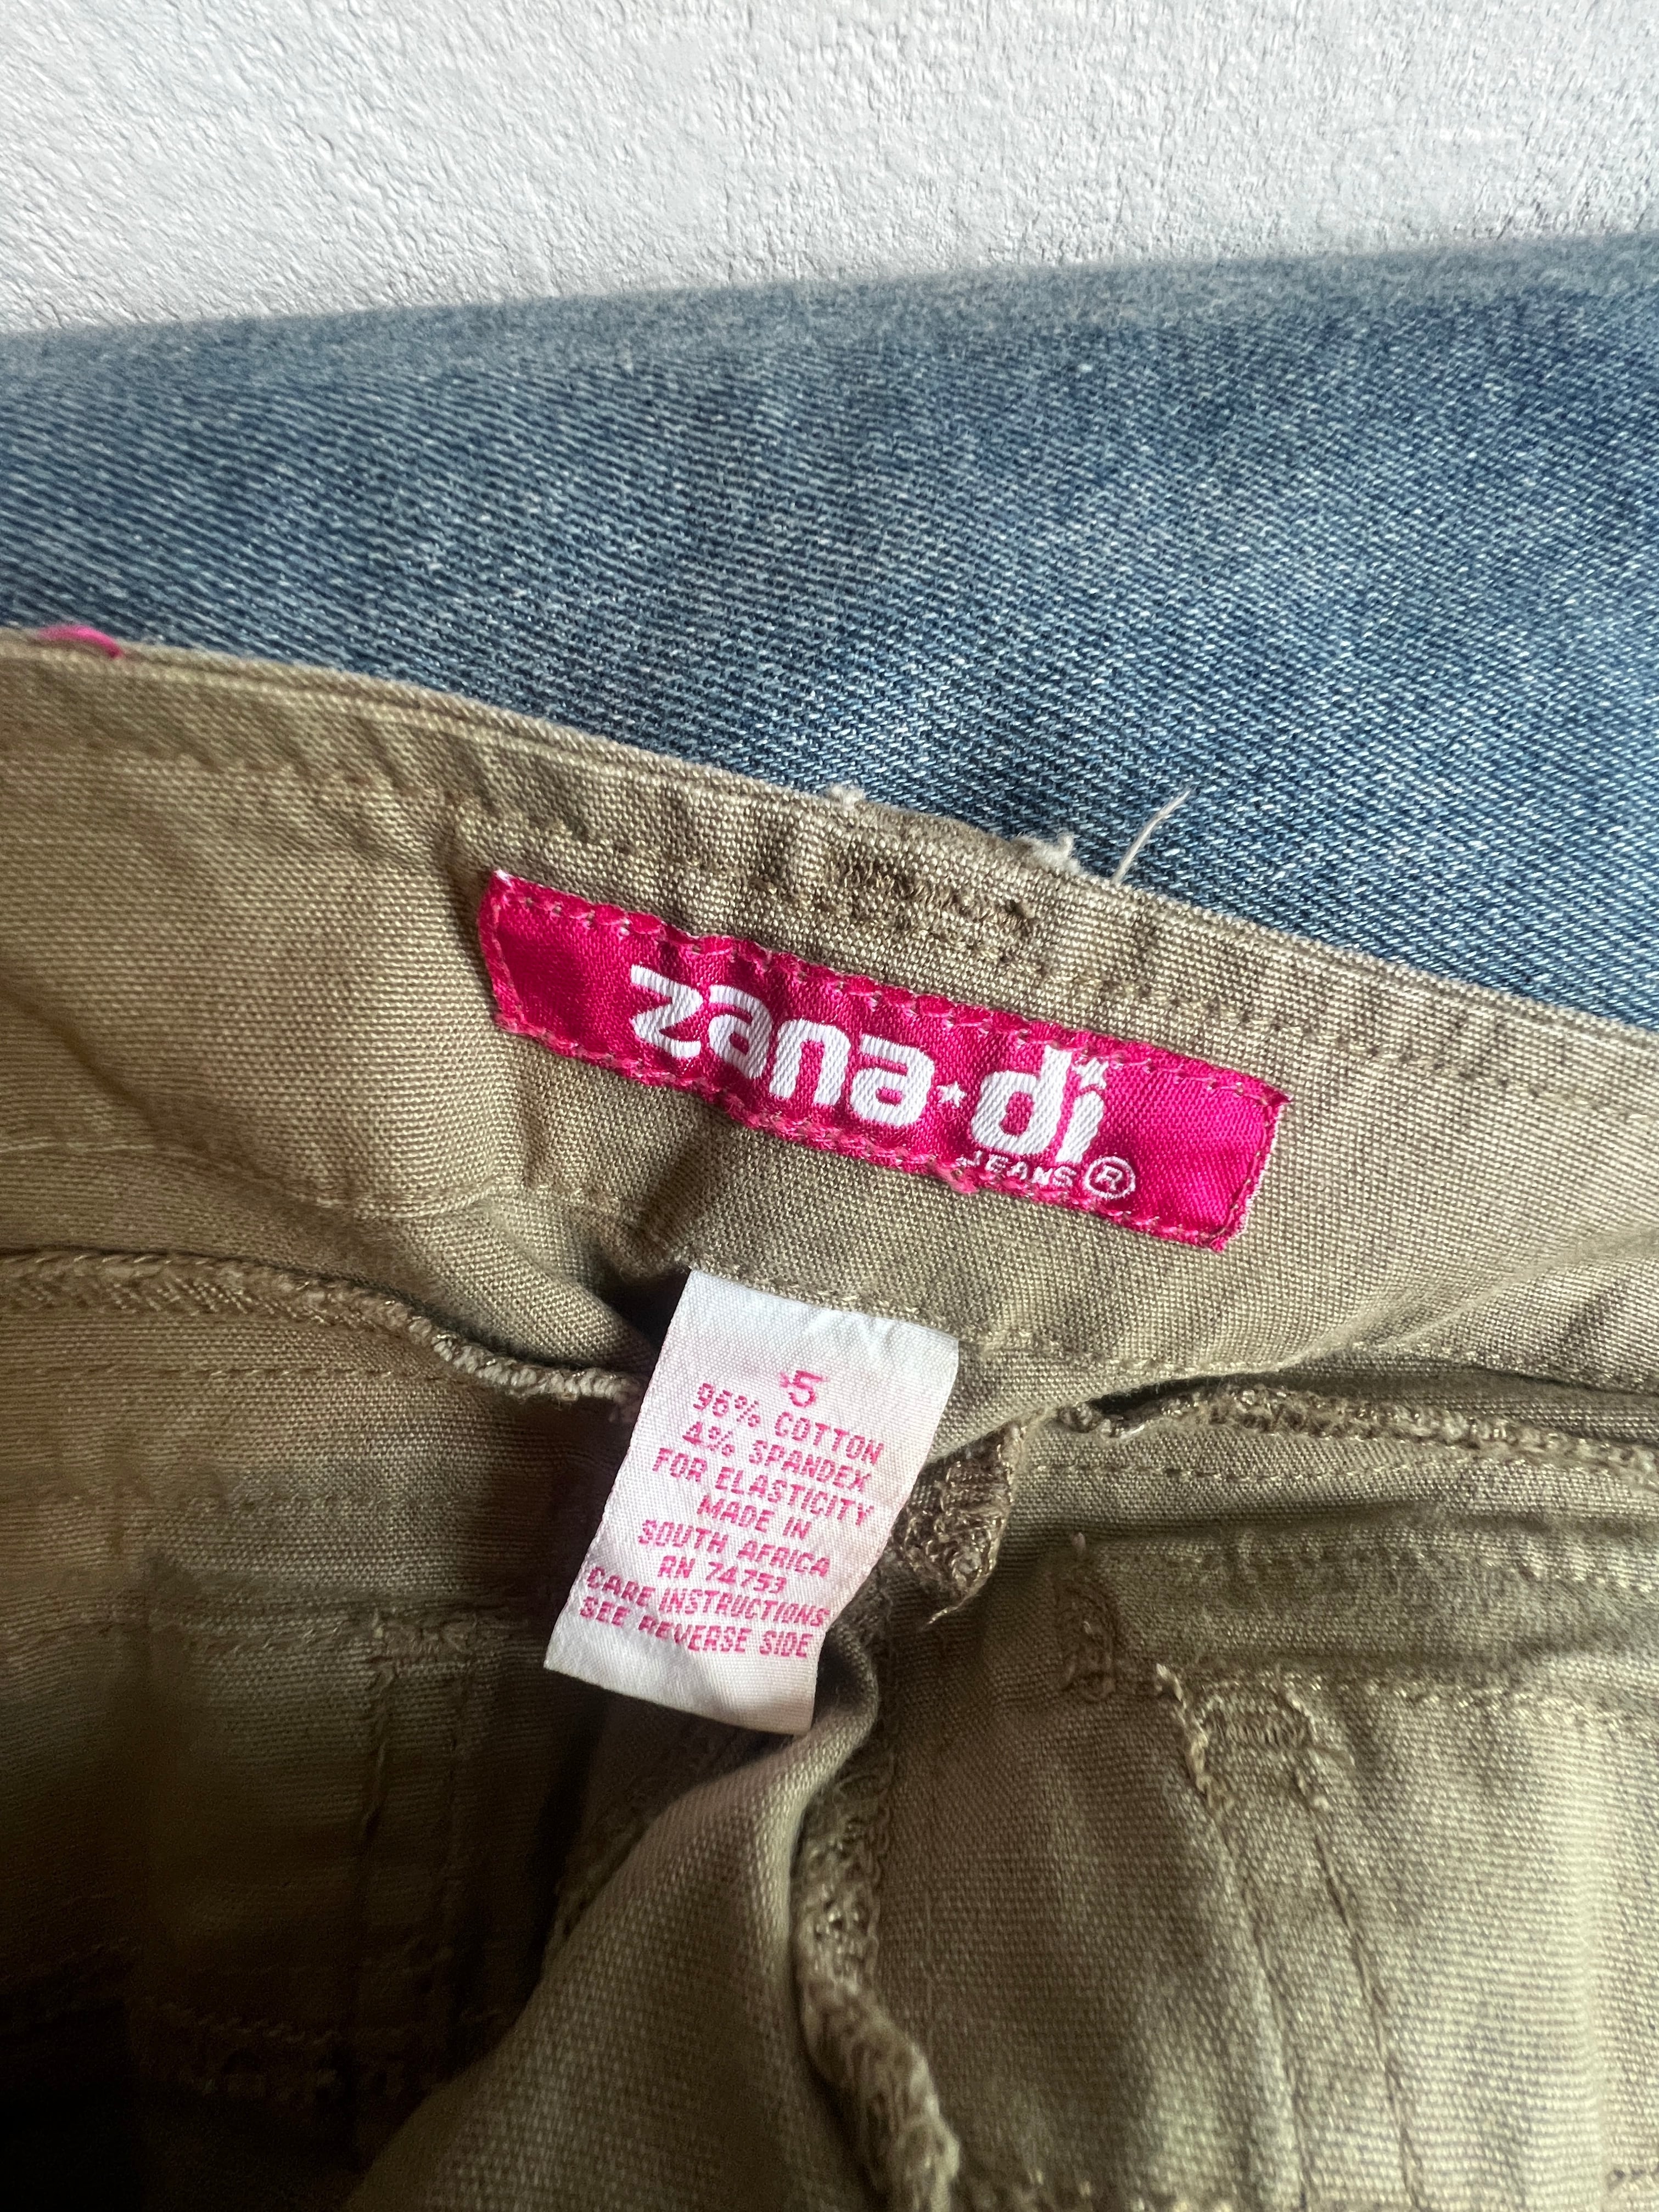 zana★di
JEANS®
5
96% COTTON
4% SPANDEX
FOR ELASTICITY
MADE IN
SOUTH AFRICA
RN 74753
CARE INSTRUCTIONS
SEE REVERSE SIDE